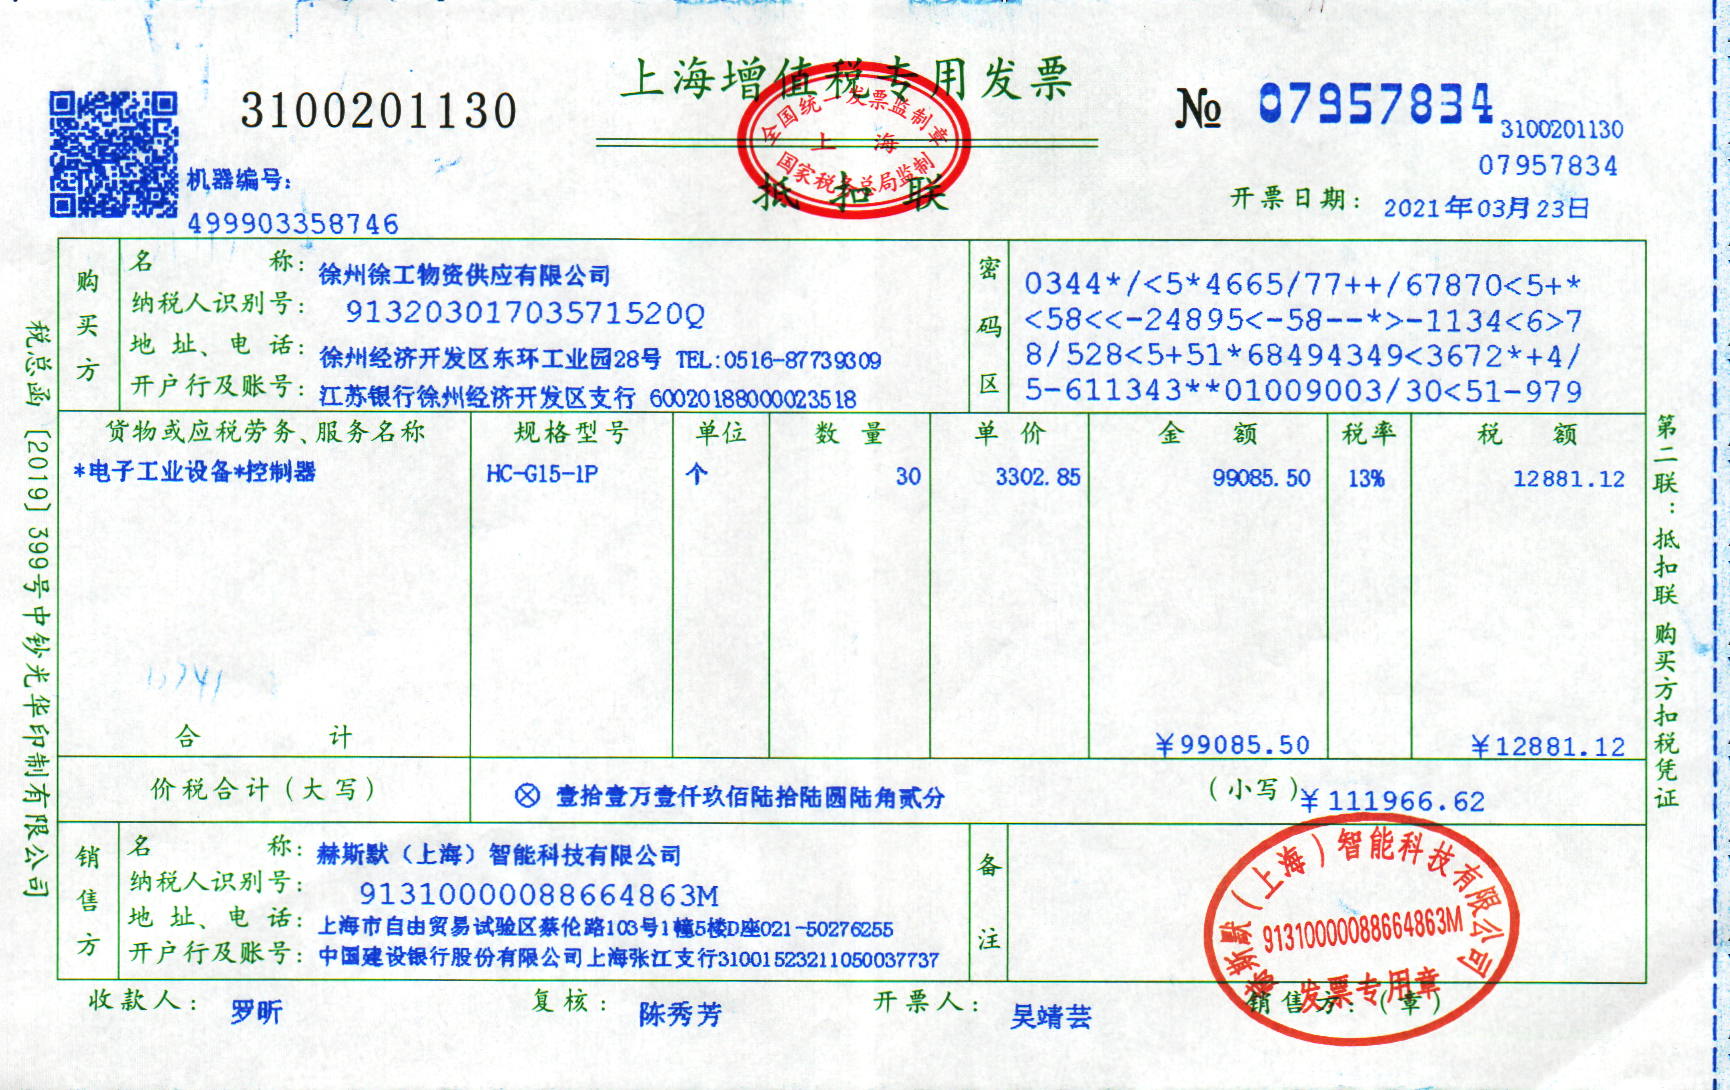 上海增值税专用发票
全国统一发票监制章
上海
国家税务总局监制
抵扣联
3100201130
№ 07957834
3100201130
07957834
机器编号:
499903358746
开票日期: 2021年03月23日
购买方
名称: 徐州徐工物资供应有限公司
纳税人识别号: 91320301703571520Q
地址、电话: 徐州经济开发区东环工业园28号 TEL:0516-87739309
开户行及账号: 江苏银行徐州经济开发区支行 60020188000023518
密码区
0344*/<5*4665/77++/67870<5+*
<58<<-24895<-58--*>-1134<6>7
8/528<5+51*68494349<3672*+4/
5-611343**01009003/30<51-979
货物或应税劳务、服务名称 规格型号 单位 数量 单价 金额 税率 税额
*电子工业设备*控制器 HC-G15-1P 个 30 3302.85 99085.50 13% 12881.12
合计 ¥99085.50 ¥12881.12
价税合计(大写) ⊗ 壹拾壹万壹仟玖佰陆拾陆圆陆角贰分 (小写) ¥111966.62
销售方
名称: 赫斯默(上海)智能科技有限公司
纳税人识别号: 91310000088664863M
地址、电话: 上海市自由贸易试验区蔡伦路103号1幢5楼D座021-50276255
开户行及账号: 中国建设银行股份有限公司上海张江支行31001523211050037737
备注
收款人: 罗昕 复核: 陈秀芳 开票人: 吴靖芸 销售方:(章)
赫斯默(上海)智能科技有限公司
91310000088664863M
发票专用章
税总函〔2019〕399号中钞光华印制有限公司
第二联:抵扣联 购买方扣税凭证